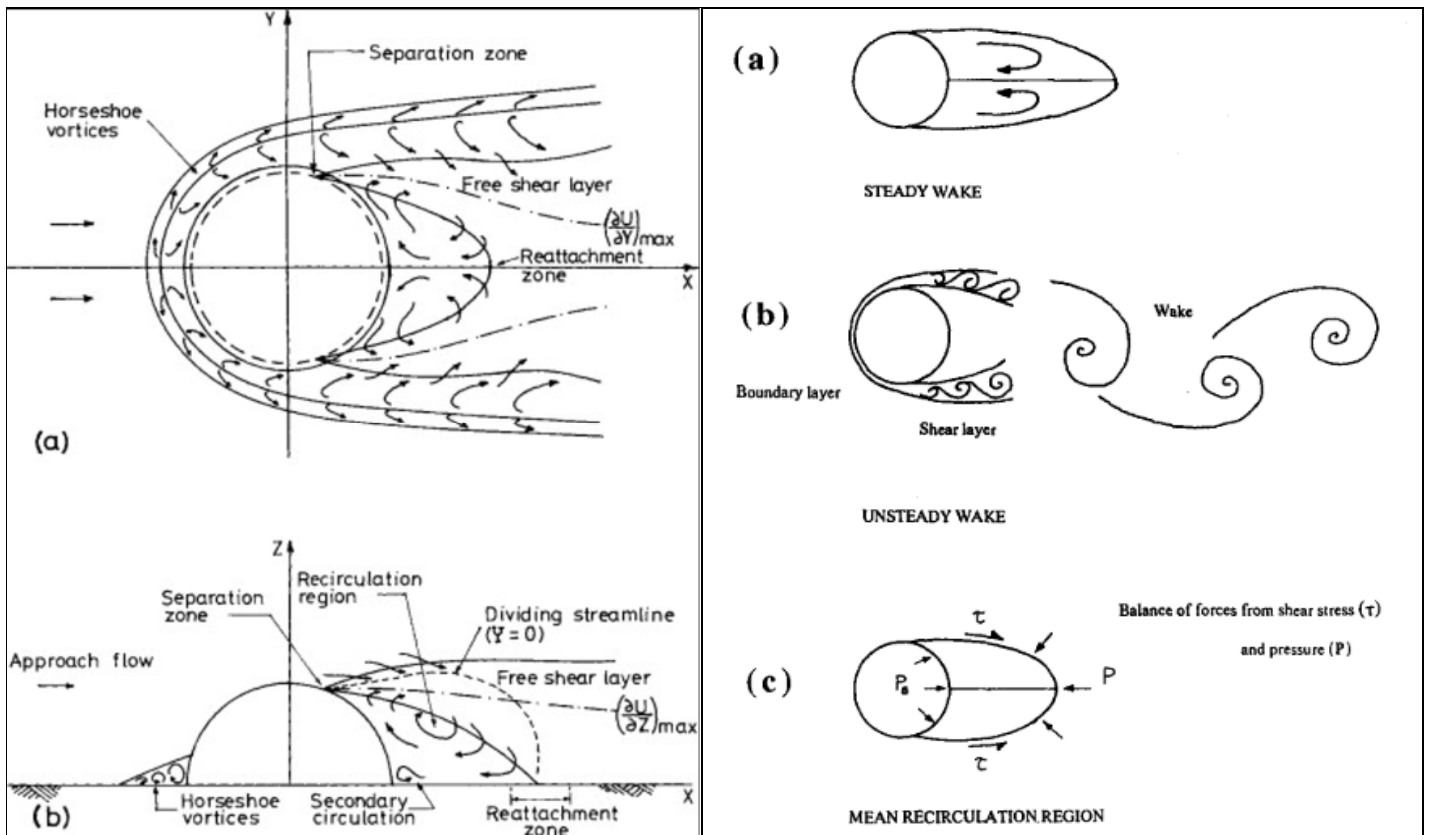 Y
Separation zone
Horseshoe
vortices
Free shear layer
(∂U/∂Y)max
Reattachment
zone
X
(a)
Z
Recirculation
region
Separation
zone
Dividing streamline
(Y = 0)
Approach flow
Free shear layer
(∂U/∂Z)max
X
(b)
Horseshoe
vortices
Secondary
circulation
Reattachment
zone
(a)
STEADY WAKE
(b)
Wake
Boundary layer
Shear layer
UNSTEADY WAKE
τ
Balance of forces from shear stress (τ)
and pressure (P)
(c)
Ps
P
τ
MEAN RECIRCULATION REGION